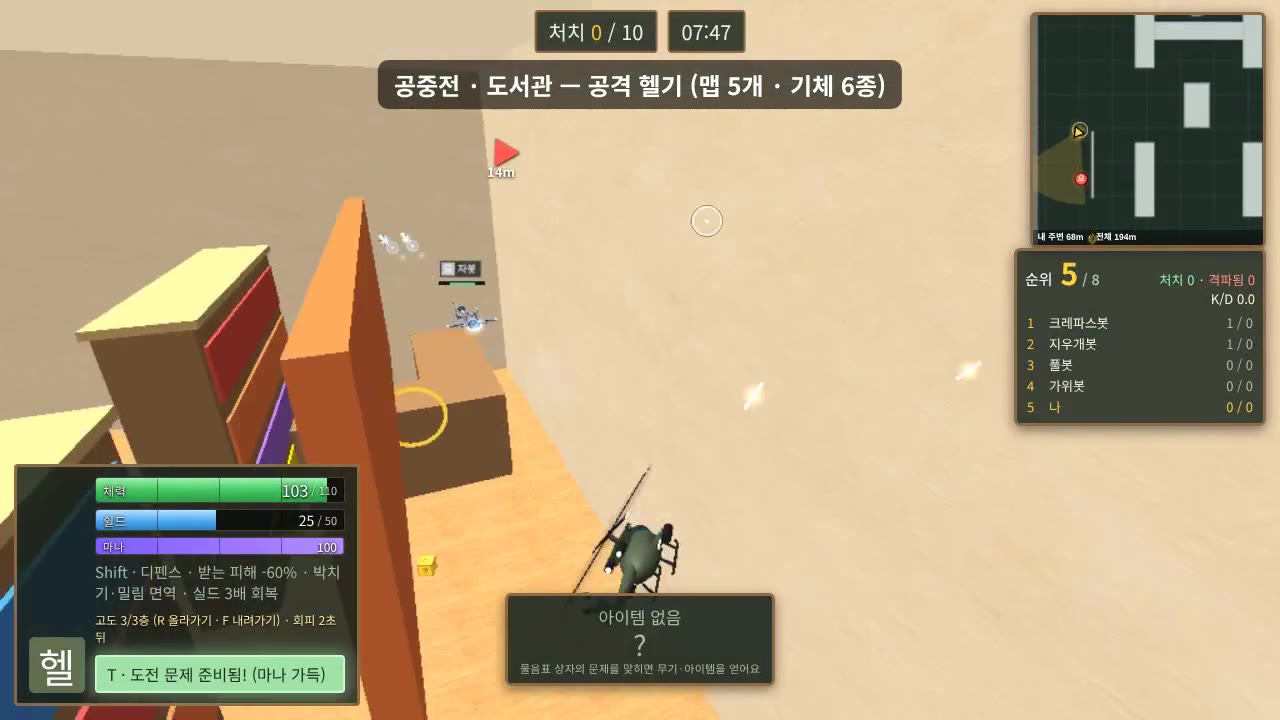 처치 0 / 10
07:47
공중전 · 도서관 — 공격 헬기 (맵 5개 · 기체 6종)
14m
자봇
내 주변 68m
전체 194m
순위 5 / 8
처치 0 · 격파됨 0
K/D 0.0
1 크레파스봇 1 / 0
2 지우개봇 1 / 0
3 풀봇 0 / 0
4 가위봇 0 / 0
5 나 0 / 0
체력 103 / 110
쉴드 25 / 50
마나 100
Shift · 디펜스 · 받는 피해 -60% · 박치
기·밀림 면역 · 실드 3배 회복
고도 3/3층 (R 올라가기 · F 내려가기) · 회피 2초
뒤
헬
T · 도전 문제 준비됨! (마나 가득)
아이템 없음
?
물음표 상자의 문제를 맞히면 무기·아이템을 얻어요